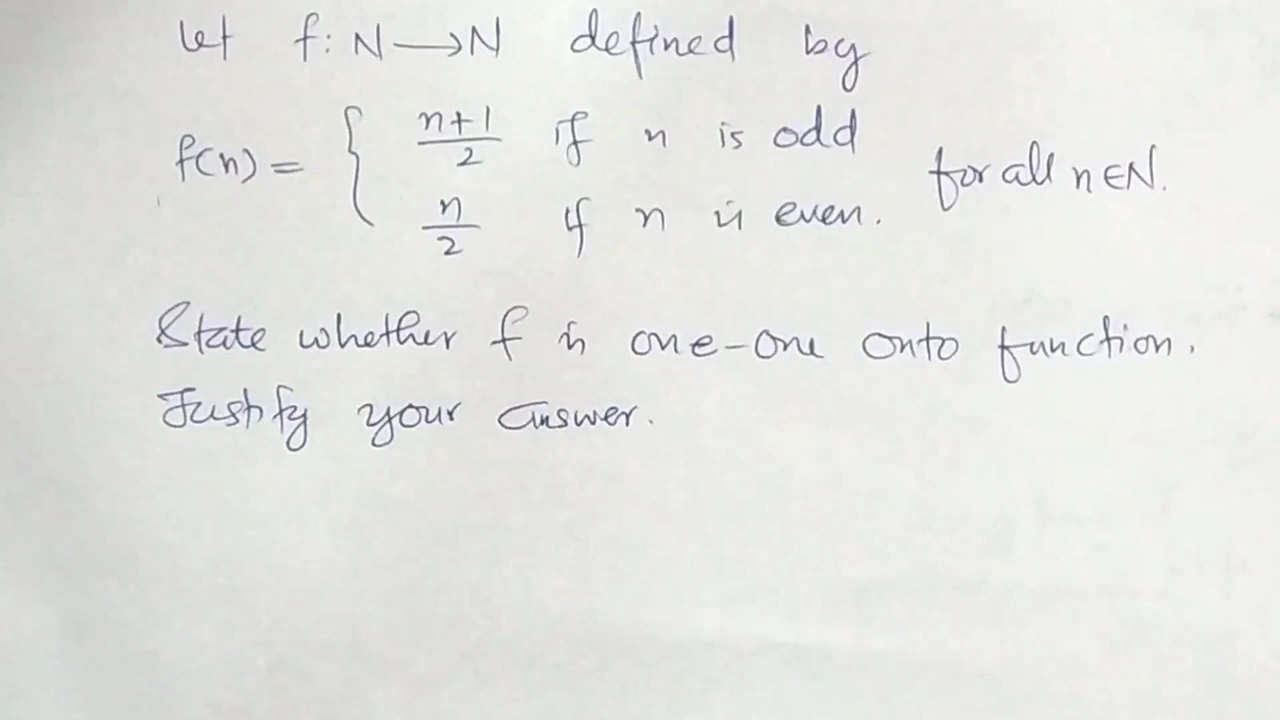 Let f: N → N defined by
f(n) = { (n+1)/2 if n is odd
n/2 if n is even. for all n ∈ N.
State whether f is one-one onto function.
Justify your answer.